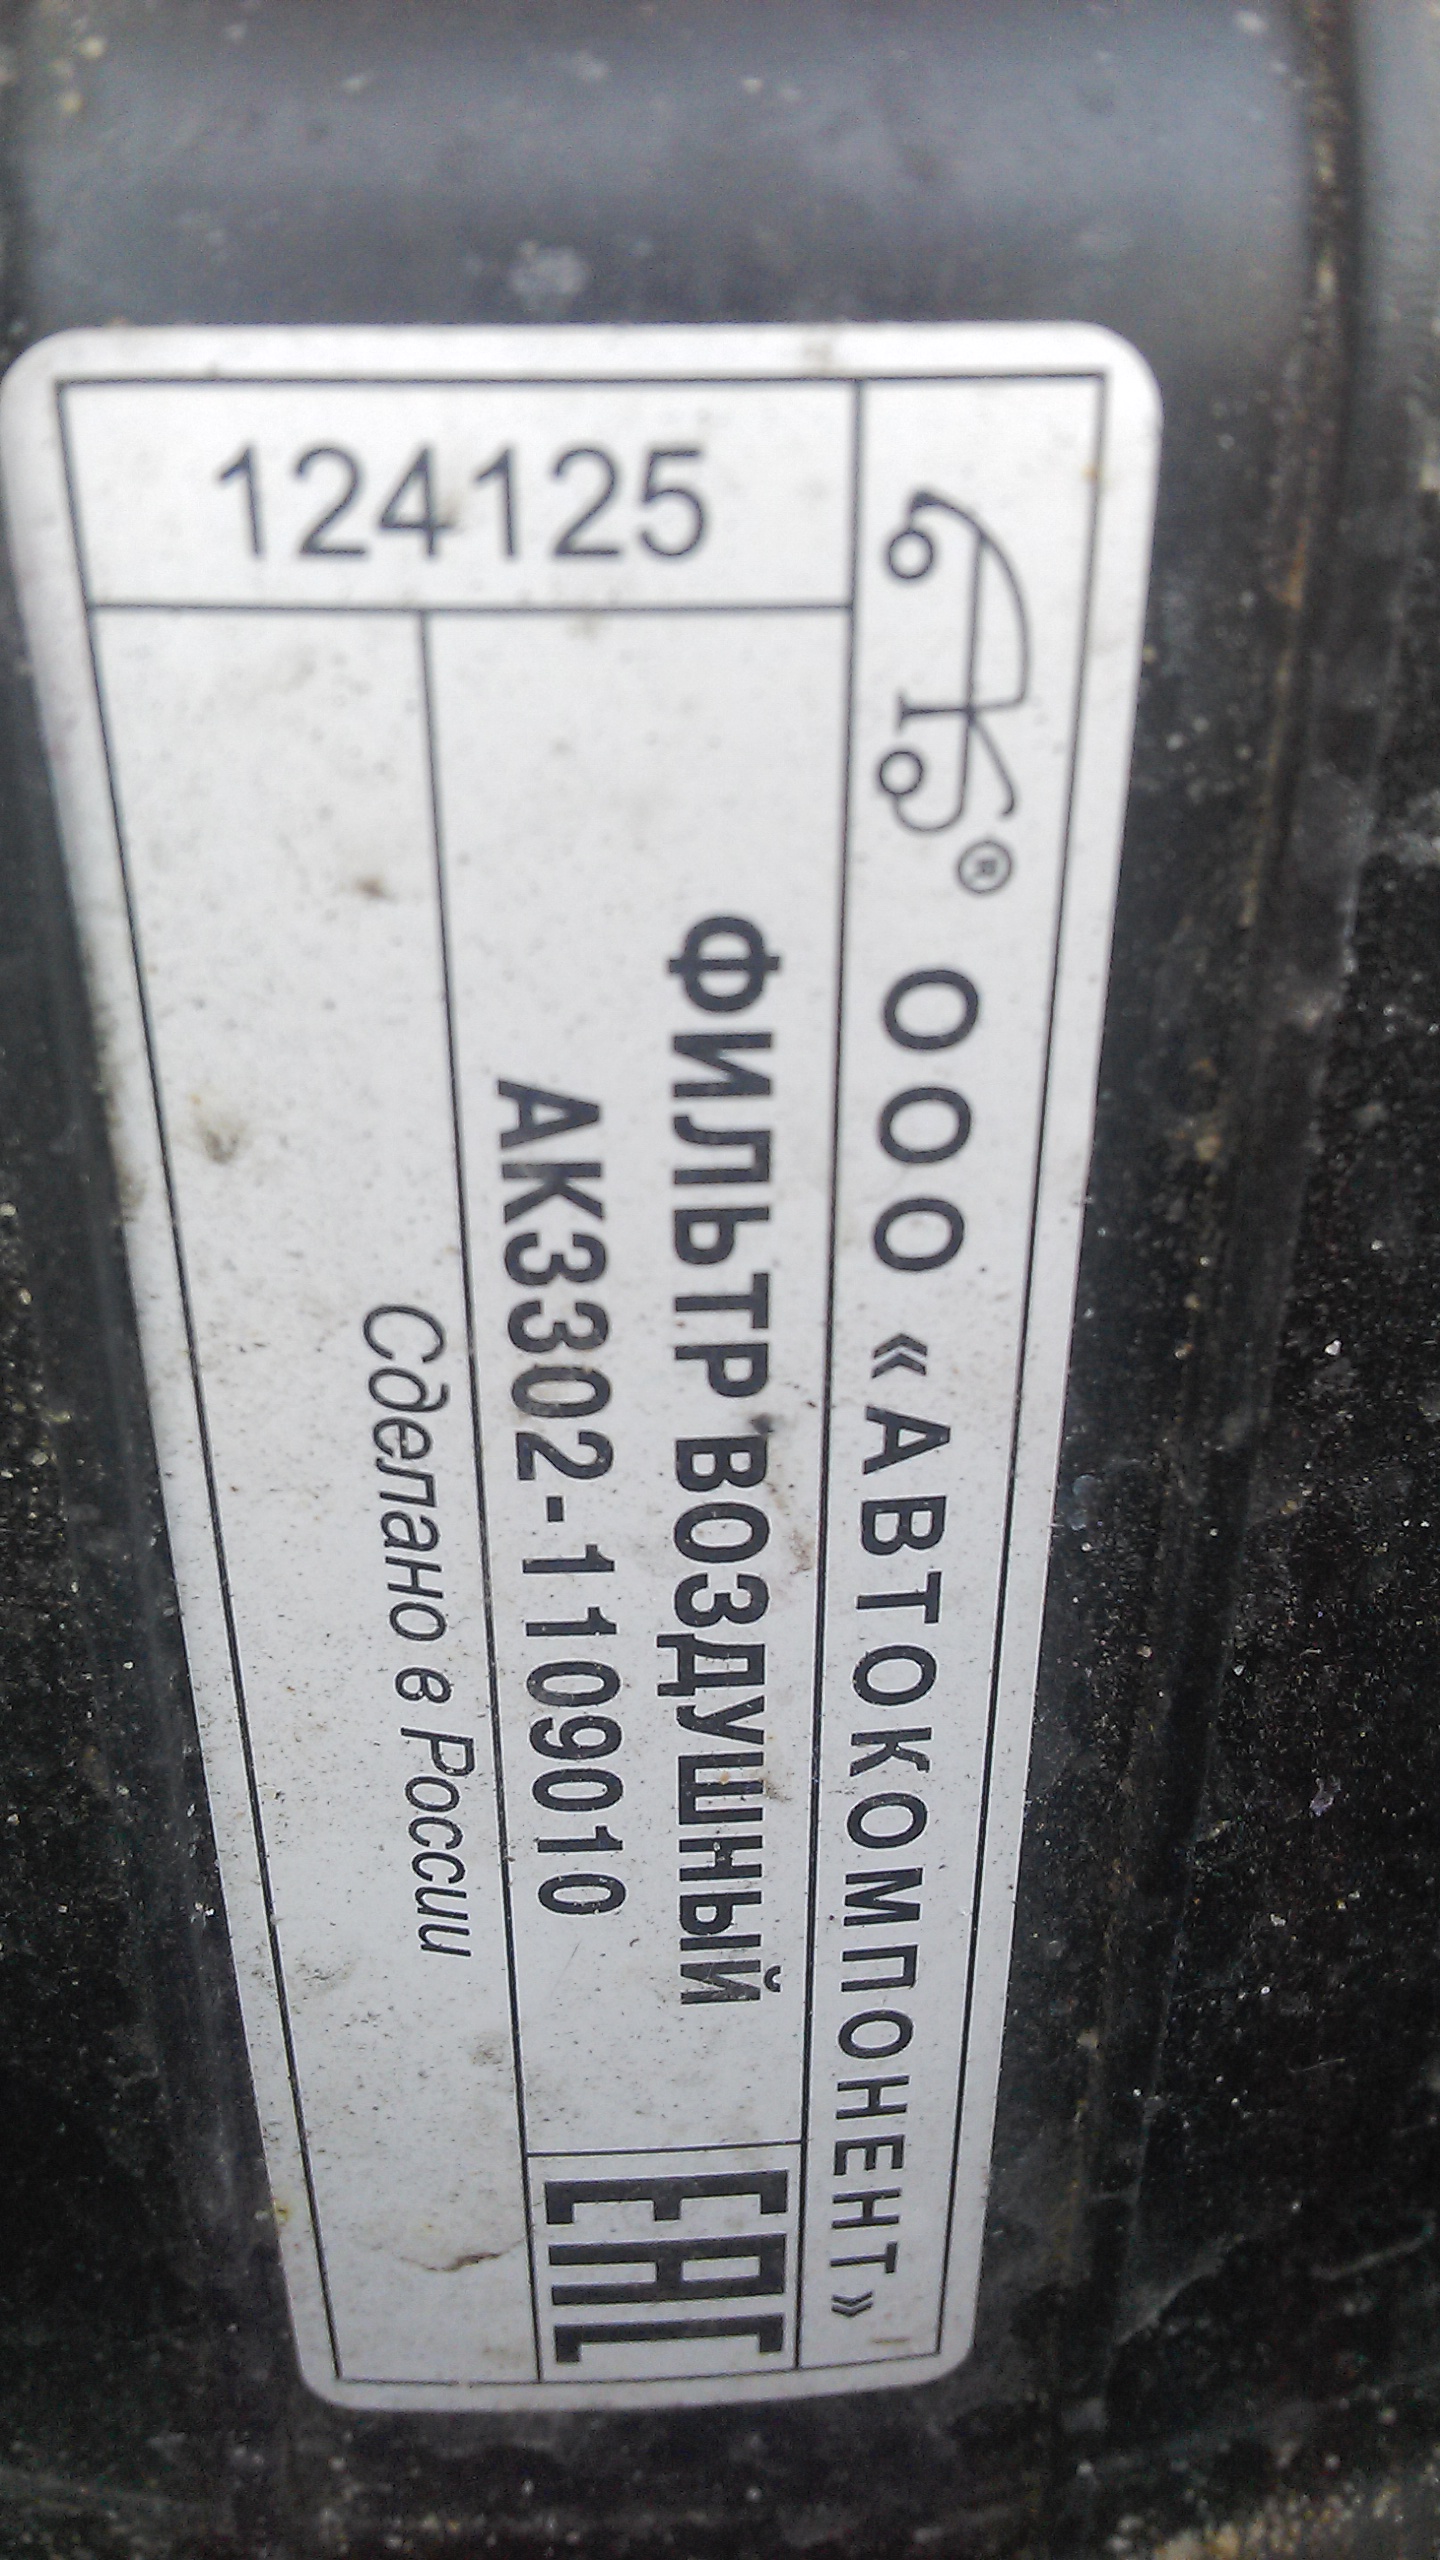 ® ООО «АВТОКОМПОНЕНТ»
124125
ФИЛЬТР ВОЗДУШНЫЙ
АК3302-1109010
ЕАС
Сделано в России